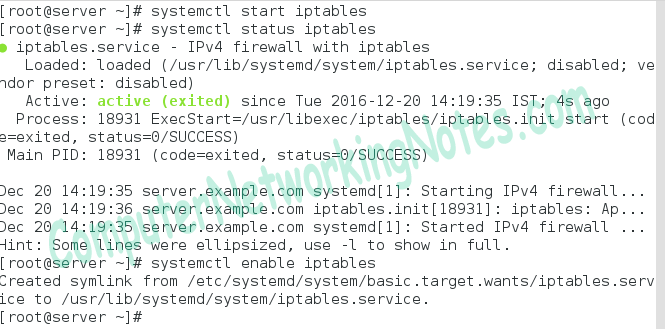 [root@server ~]# systemctl start iptables
[root@server ~]# systemctl status iptables
● iptables.service - IPv4 firewall with iptables
Loaded: loaded (/usr/lib/systemd/system/iptables.service; disabled; ve
ndor preset: disabled)
Active: active (exited) since Tue 2016-12-20 14:19:35 IST; 4s ago
Process: 18931 ExecStart=/usr/libexec/iptables/iptables.init start (cod
e=exited, status=0/SUCCESS)
Main PID: 18931 (code=exited, status=0/SUCCESS)
Dec 20 14:19:35 server.example.com systemd[1]: Starting IPv4 firewall...
Dec 20 14:19:36 server.example.com iptables.init[18931]: iptables: Ap...
Dec 20 14:19:35 server.example.com systemd[1]: Started IPv4 firewall ...
Hint: Some lines were ellipsized, use -l to show in full.
[root@server ~]# systemctl enable iptables
Created symlink from /etc/systemd/system/basic.target.wants/iptables.serv
ice to /usr/lib/systemd/system/iptables.service.
[root@server ~]#
ComputerNetworkingNotes.com